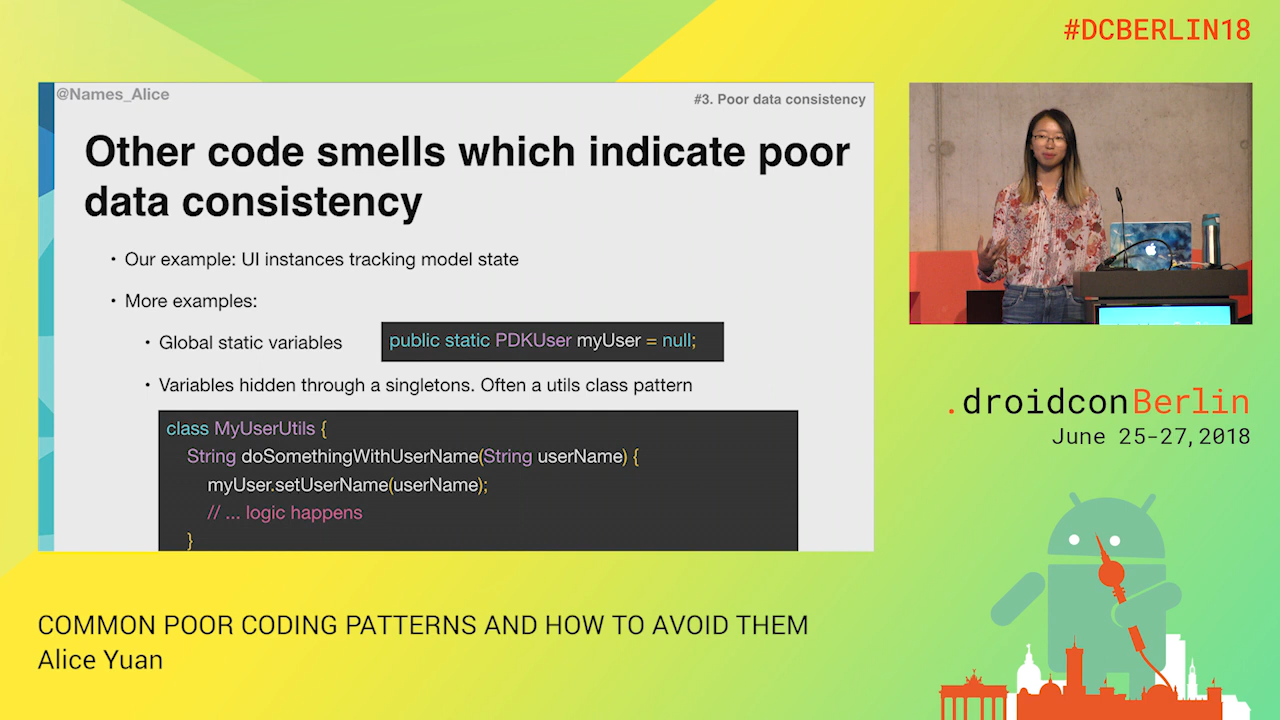 #DCBERLIN18
@Names_Alice
#3. Poor data consistency
Other code smells which indicate poor
data consistency
• Our example: UI instances tracking model state
• More examples:
• Global static variables
public static PDKUser myUser = null;
• Variables hidden through a singletons. Often a utils class pattern
class MyUserUtils {
String doSomethingWithUserName(String userName) {
myUser.setUserName(userName);
// ... logic happens
}
.droidconBerlin
June 25-27,2018
COMMON POOR CODING PATTERNS AND HOW TO AVOID THEM
Alice Yuan